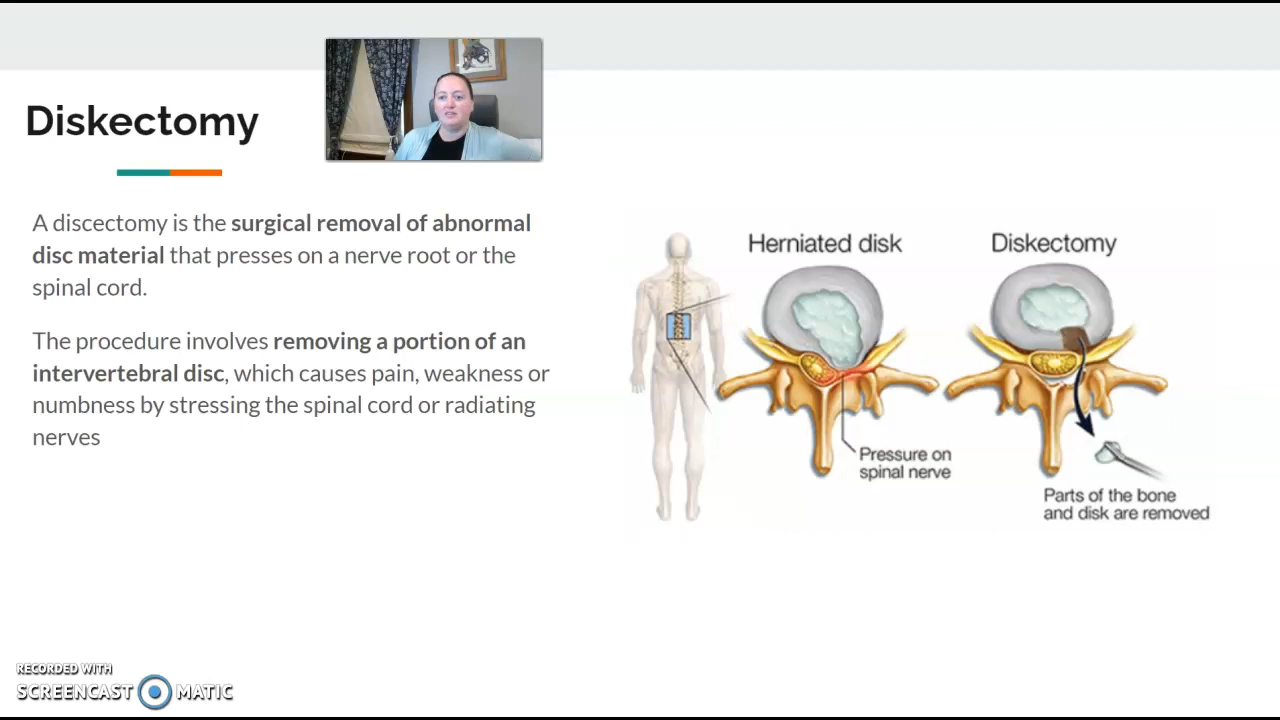 Diskectomy
A discectomy is the surgical removal of abnormal
disc material that presses on a nerve root or the
spinal cord.
The procedure involves removing a portion of an
intervertebral disc, which causes pain, weakness or
numbness by stressing the spinal cord or radiating
nerves
Herniated disk
Pressure on
spinal nerve
Diskectomy
Parts of the bone
and disk are removed
RECORDED WITH
SCREENCAST MATIC